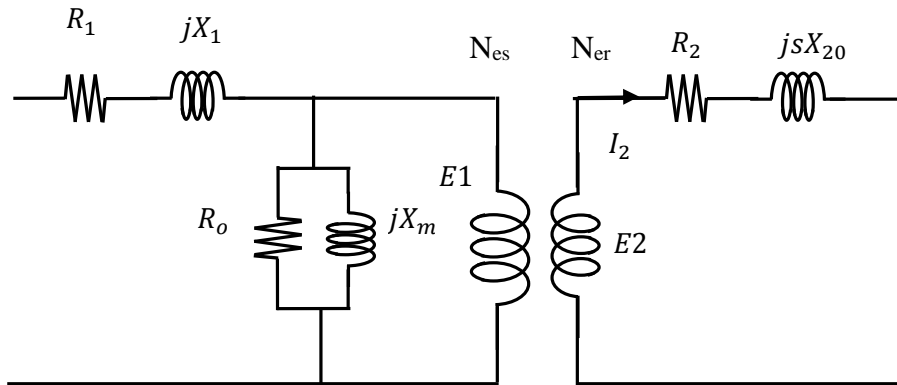 R₁
jX₁
Nₑₛ
Nₑᵣ
R₂
jsX₂₀
I₂
E1
Rₒ
jXₘ
E2